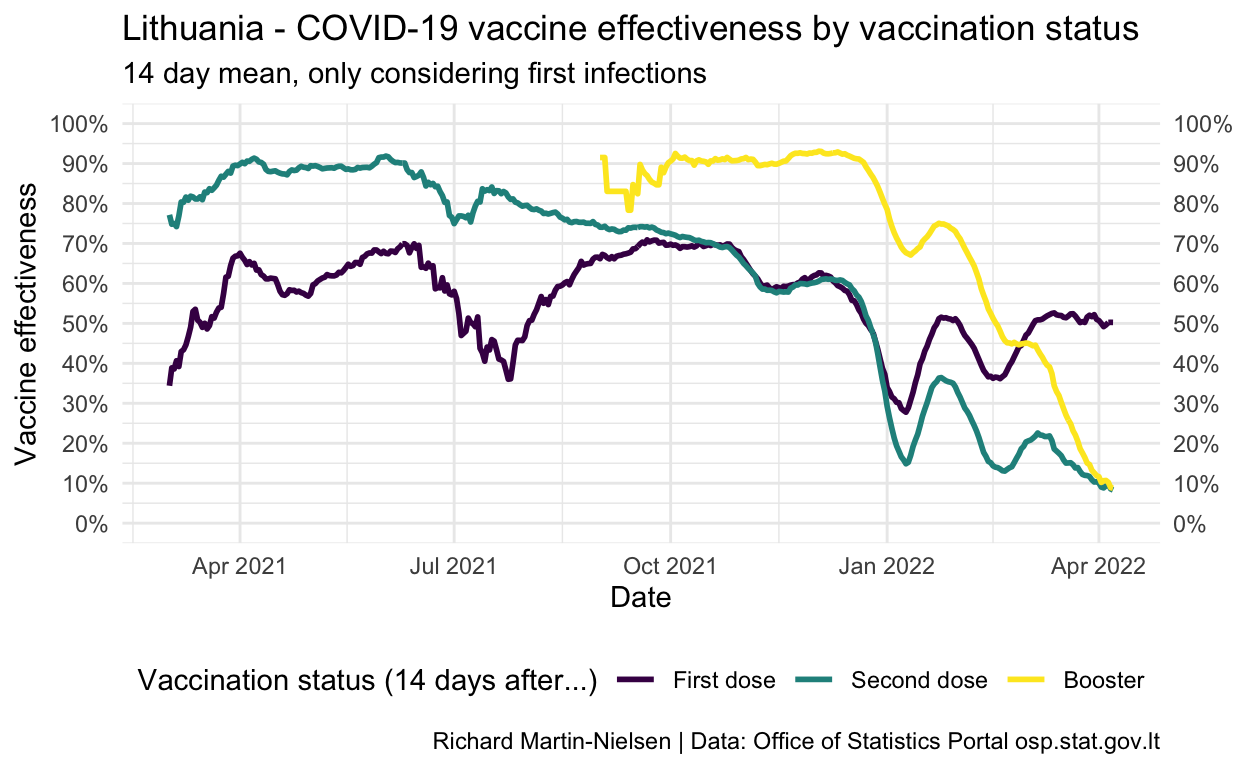 Lithuania - COVID-19 vaccine effectiveness by vaccination status
14 day mean, only considering first infections
100% 100%
90% 90%
80% 80%
70% 70%
60% 60%
50% 50%
40% 40%
30% 30%
20% 20%
10% 10%
0% 0%
Vaccine effectiveness
Apr 2021 Jul 2021 Oct 2021 Jan 2022 Apr 2022
Date
Vaccination status (14 days after...) First dose Second dose Booster
Richard Martin-Nielsen | Data: Office of Statistics Portal osp.stat.gov.lt